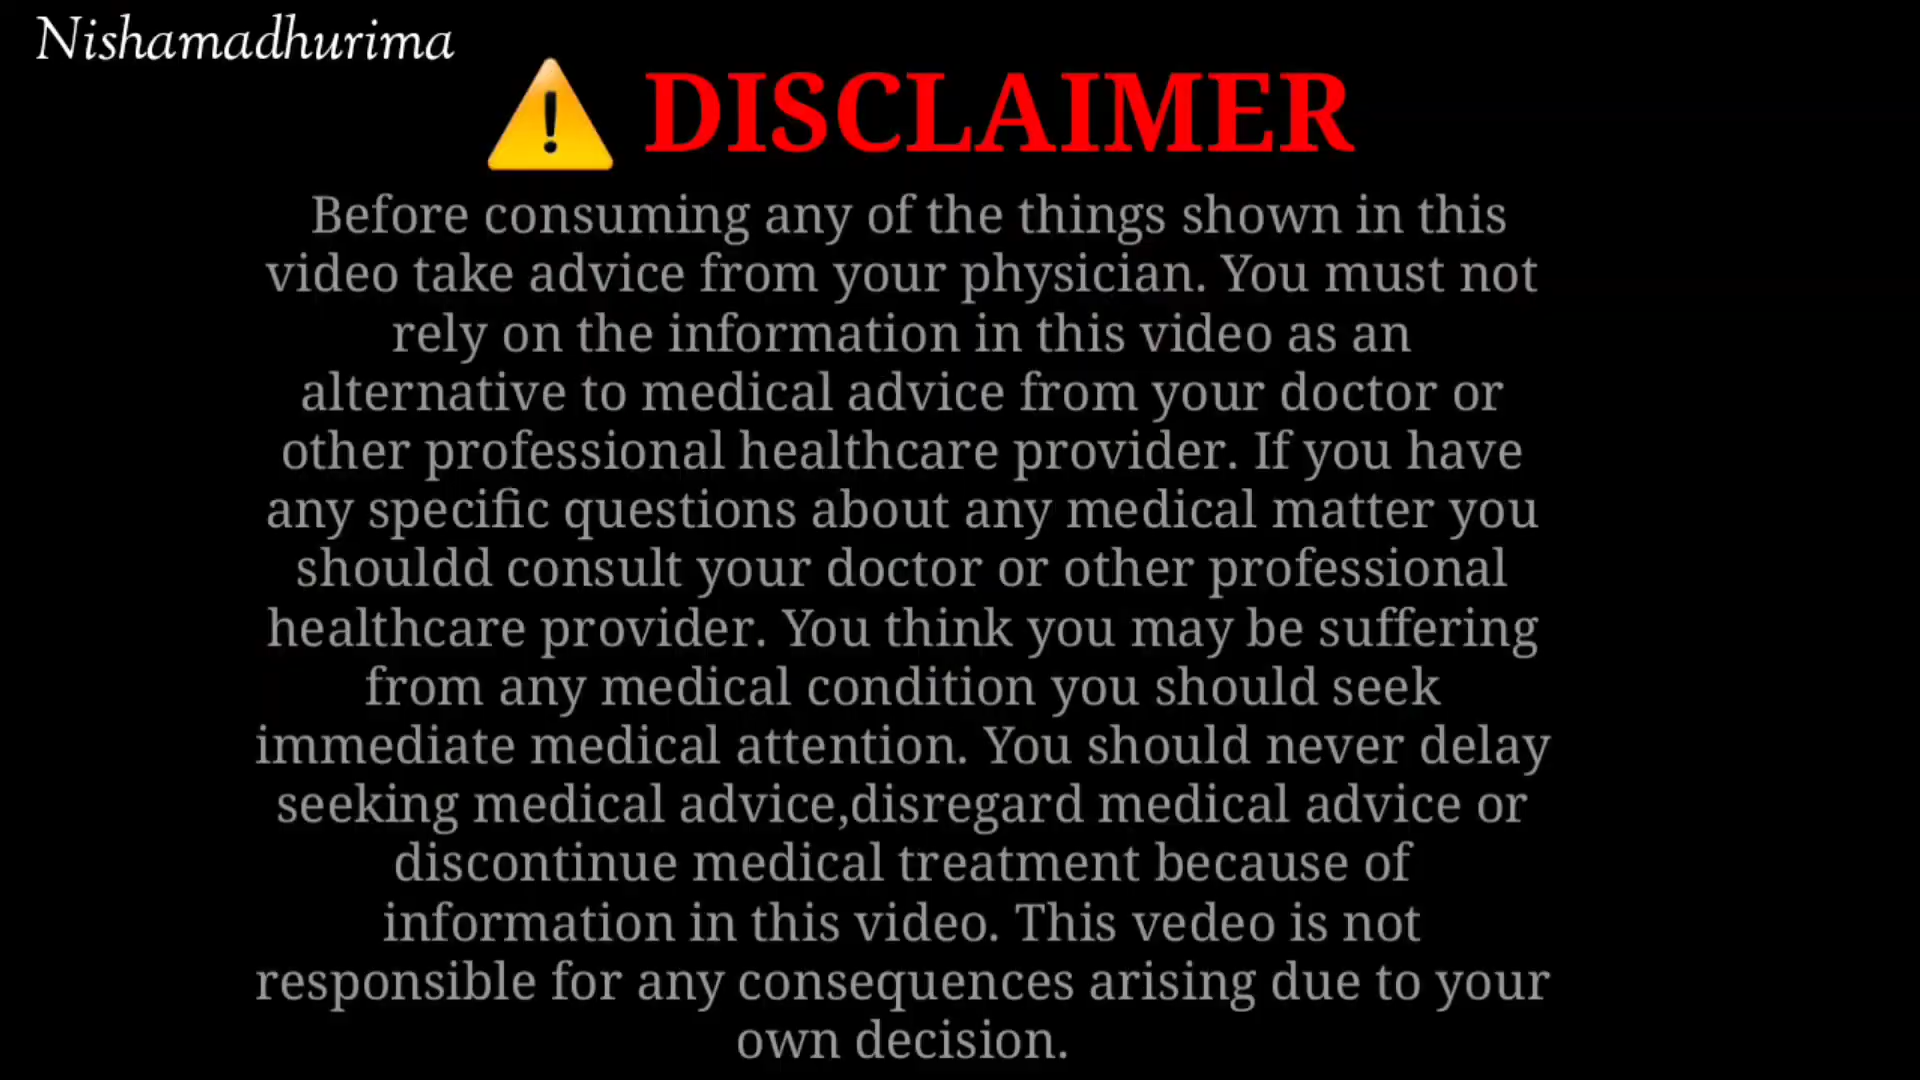 Nishamadhurima
DISCLAIMER
Before consuming any of the things shown in this
video take advice from your physician. You must not
rely on the information in this video as an
alternative to medical advice from your doctor or
other professional healthcare provider. If you have
any specific questions about any medical matter you
shouldd consult your doctor or other professional
healthcare provider. You think you may be suffering
from any medical condition you should seek
immediate medical attention. You should never delay
seeking medical advice,disregard medical advice or
discontinue medical treatment because of
information in this video. This vedeo is not
responsible for any consequences arising due to your
own decision.